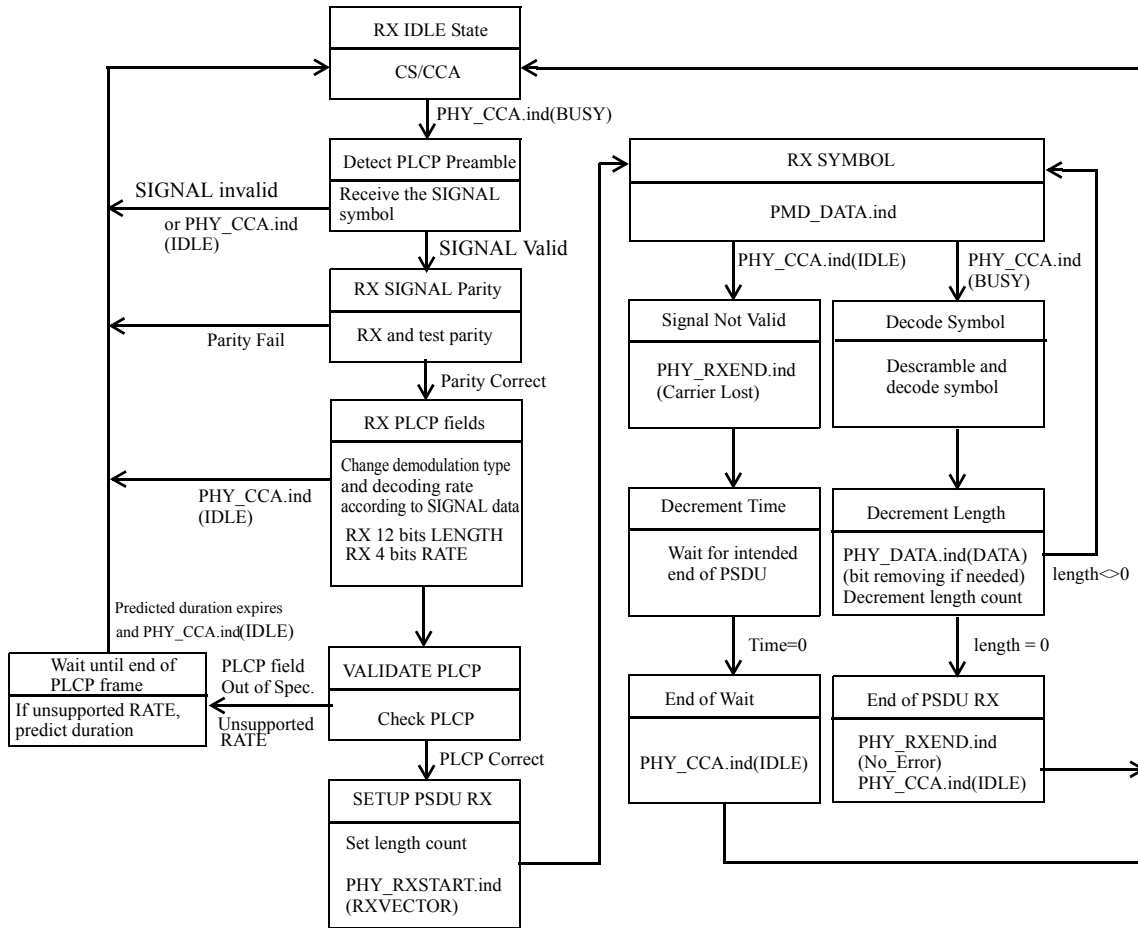 RX IDLE State
CS/CCA
PHY_CCA.ind(BUSY)
Detect PLCP Preamble
Receive the SIGNAL
symbol
SIGNAL invalid
or PHY_CCA.ind
(IDLE)
SIGNAL Valid
RX SIGNAL Parity
RX and test parity
Parity Fail
Parity Correct
RX PLCP fields
Change demodulation type
and decoding rate
according to SIGNAL data
RX 12 bits LENGTH
RX 4 bits RATE
PHY_CCA.ind
(IDLE)
Predicted duration expires
and PHY_CCA.ind(IDLE)
Wait until end of
PLCP frame
If unsupported RATE,
predict duration
PLCP field
Out of Spec.
Unsupported
RATE
VALIDATE PLCP
Check PLCP
PLCP Correct
SETUP PSDU RX
Set length count
PHY_RXSTART.ind
(RXVECTOR)
RX SYMBOL
PMD_DATA.ind
PHY_CCA.ind(IDLE)
PHY_CCA.ind
(BUSY)
Signal Not Valid
PHY_RXEND.ind
(Carrier Lost)
Decode Symbol
Descramble and
decode symbol
Decrement Time
Wait for intended
end of PSDU
Decrement Length
PHY_DATA.ind(DATA)
(bit removing if needed)
Decrement length count
length<>0
Time=0
length = 0
End of Wait
PHY_CCA.ind(IDLE)
End of PSDU RX
PHY_RXEND.ind
(No_Error)
PHY_CCA.ind(IDLE)